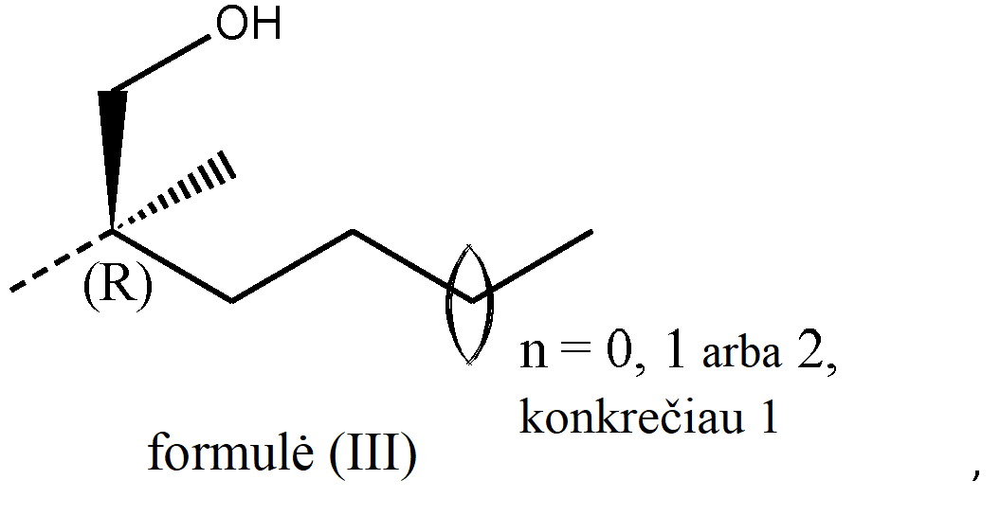 OH
(R)
n = 0, 1 arba 2,
konkrečiau 1
formulė (III)
,